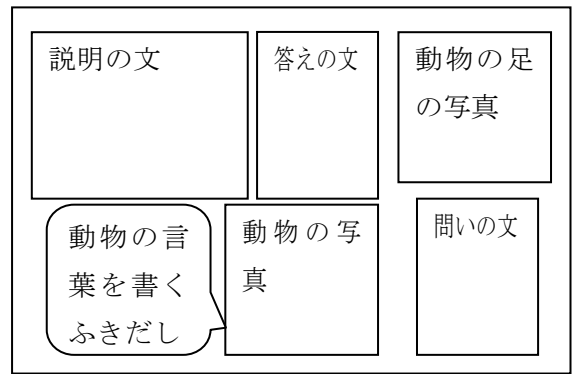 説明の文
答えの文
動物の足
の写真
動物の言
葉を書く
ふきだし
動物の写
真
問いの文